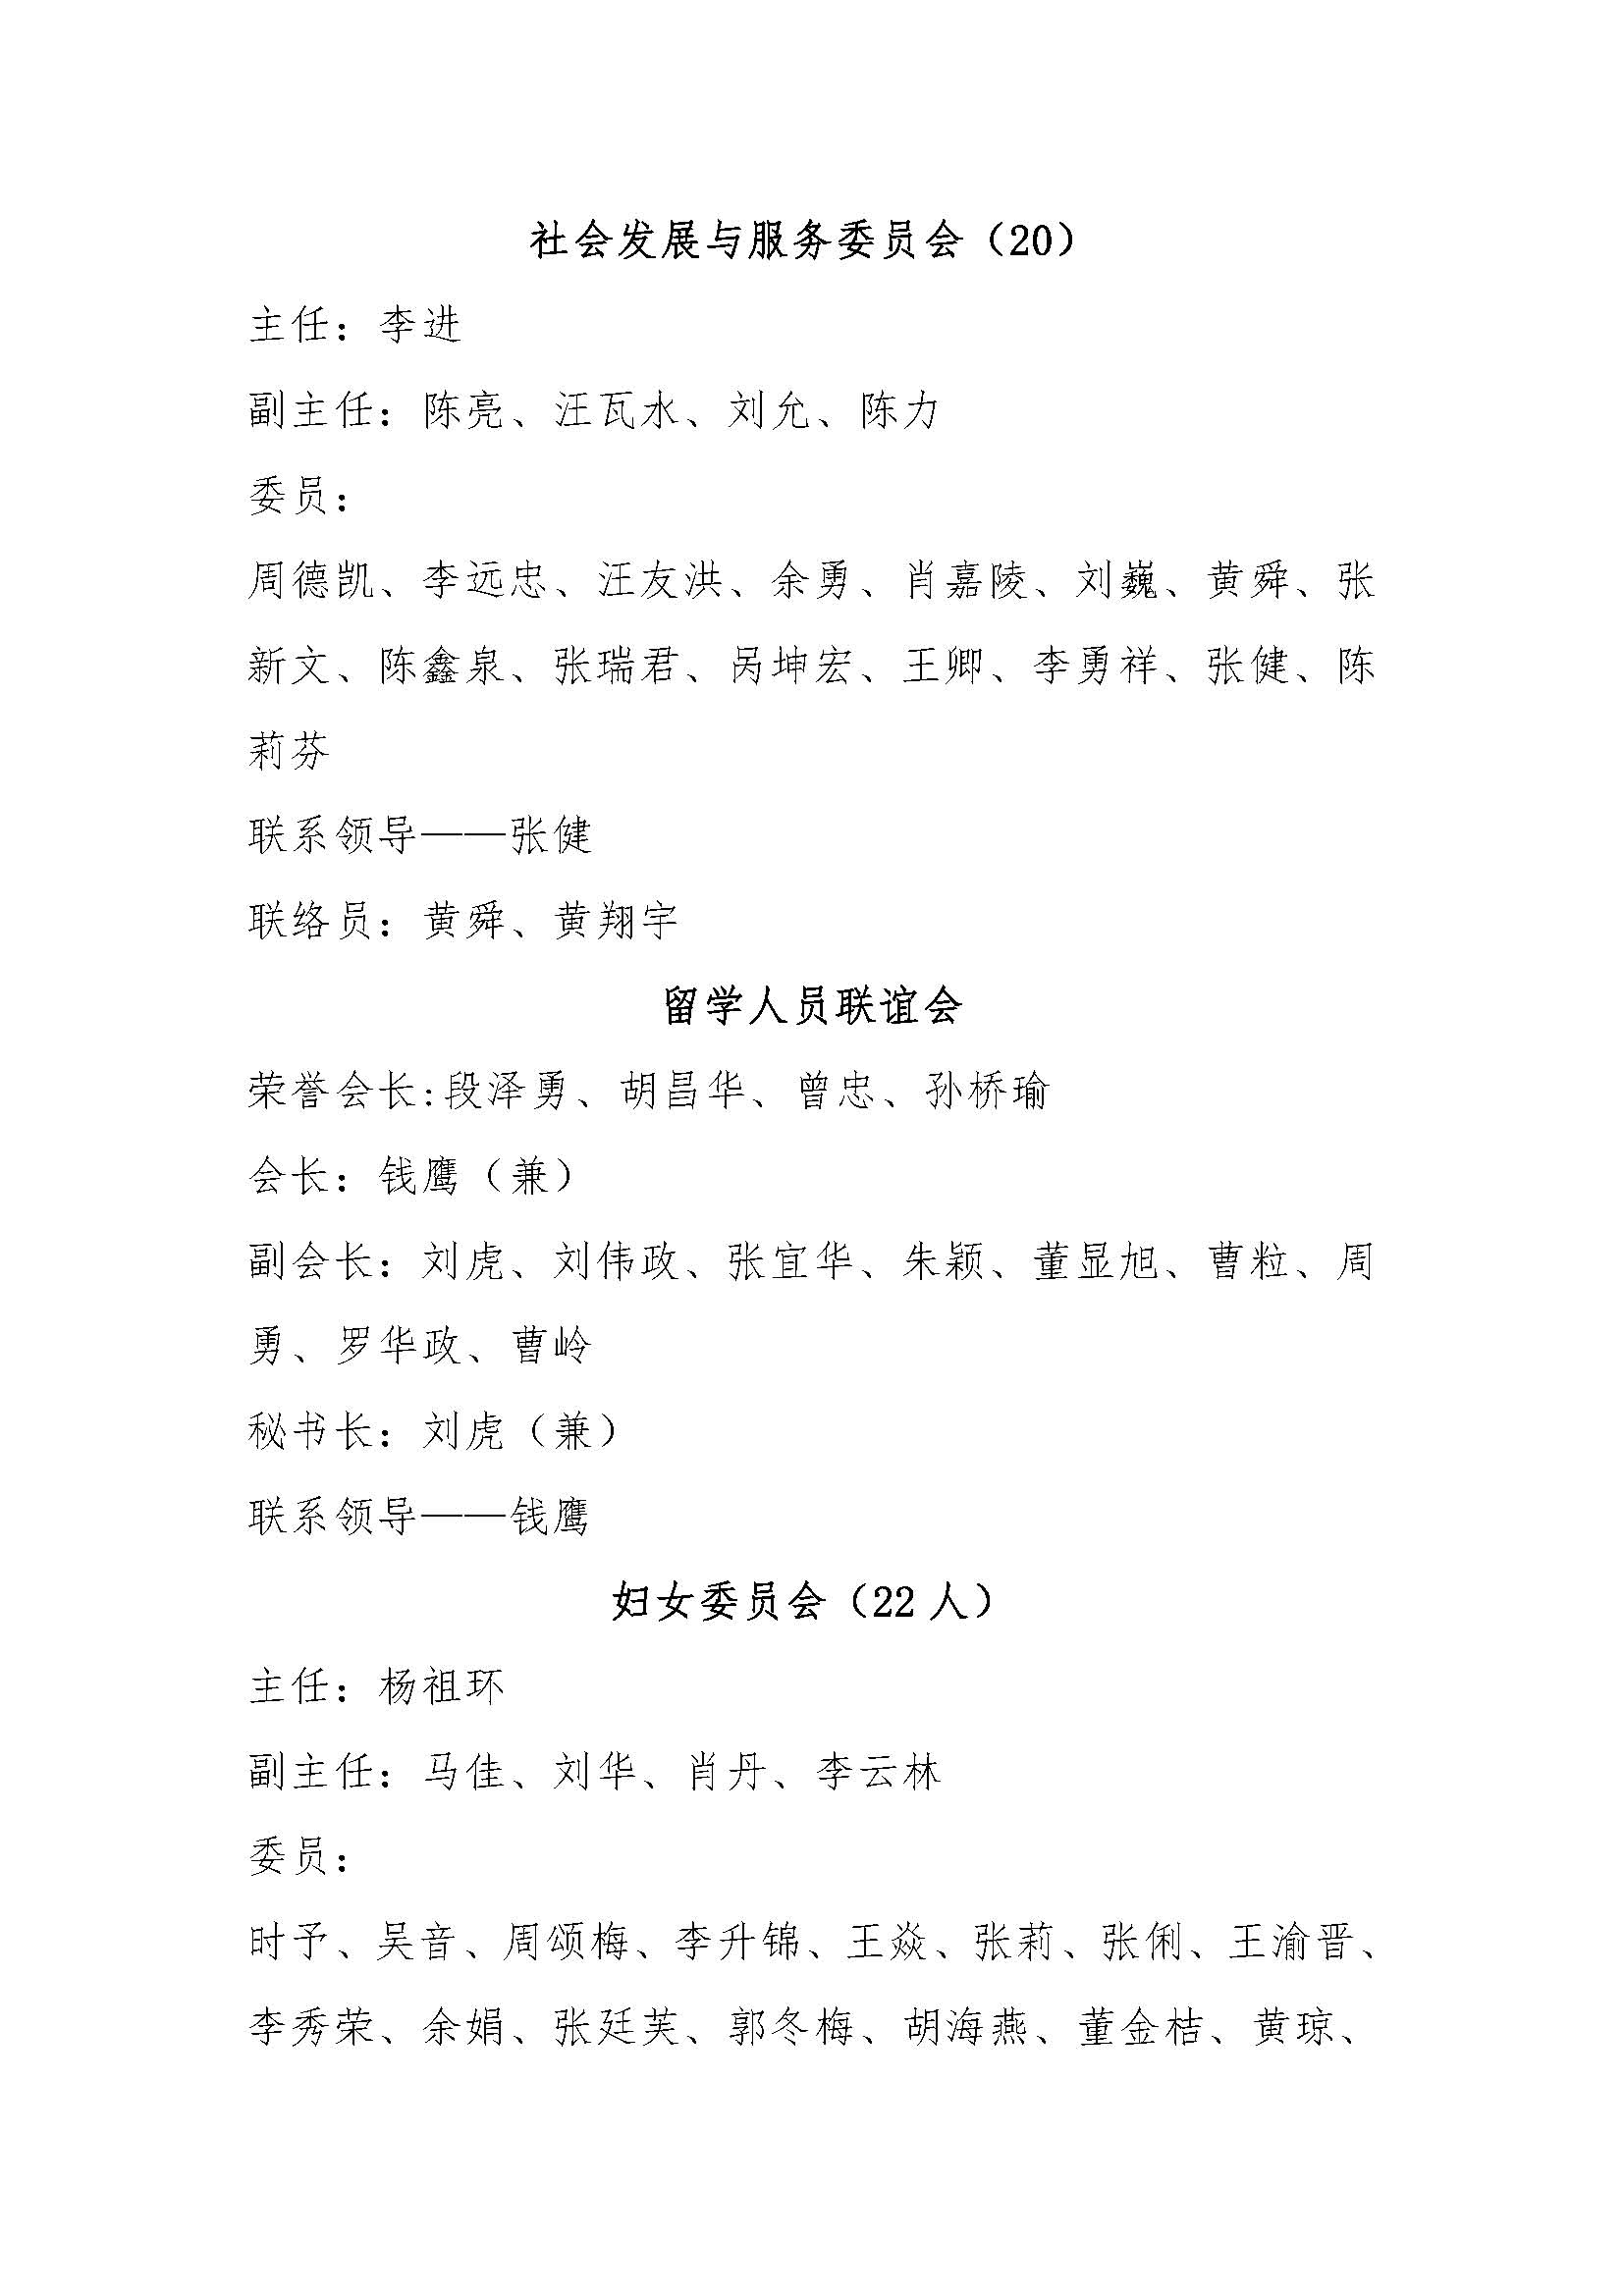 社会发展与服务委员会（20）
主任：李进
副主任：陈亮、汪瓦水、刘允、陈力
委员：
周德凯、李远忠、汪友洪、余勇、肖嘉陵、刘巍、黄舜、张
新文、陈鑫泉、张瑞君、呙坤宏、王卿、李勇祥、张健、陈
莉芬
联系领导——张健
联络员：黄舜、黄翔宇
留学人员联谊会
荣誉会长:段泽勇、胡昌华、曾忠、孙桥瑜
会长：钱鹰（兼）
副会长：刘虎、刘伟政、张宜华、朱颖、董显旭、曹粒、周
勇、罗华政、曹岭
秘书长：刘虎（兼）
联系领导——钱鹰
妇女委员会（22 人）
主任：杨祖环
副主任：马佳、刘华、肖丹、李云林
委员：
时予、吴音、周颂梅、李升锦、王焱、张莉、张俐、王渝晋、
李秀荣、余娟、张廷芙、郭冬梅、胡海燕、董金桔、黄琼、